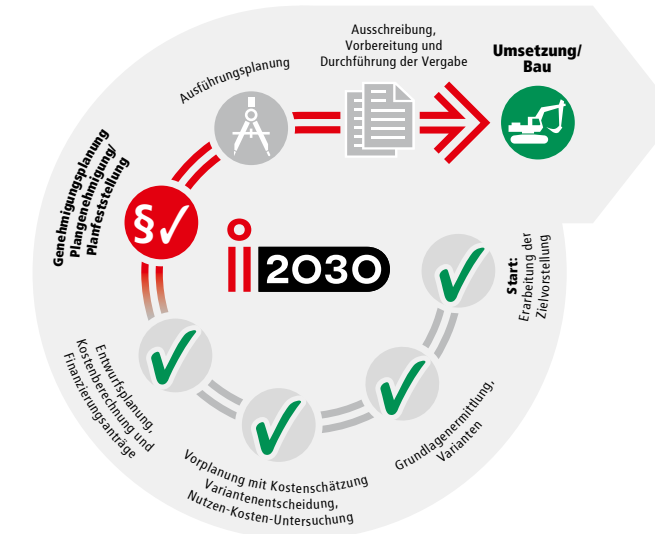 Ausschreibung,
Vorbereitung und
Durchführung der Vergabe
Umsetzung/
Bau
Ausführungsplanung
Genehmigungsplanung
Plangenehmigung/
Planfeststellung
§
i2030
Start:
Erarbeitung der
Zielvorstellung
Entwurfsplanung,
Kostenberechnung und
Finanzierungsanträge
Grundlagenermittlung,
Varianten
Vorplanung mit Kostenschätzung
Variantenentscheidung,
Nutzen-Kosten-Untersuchung